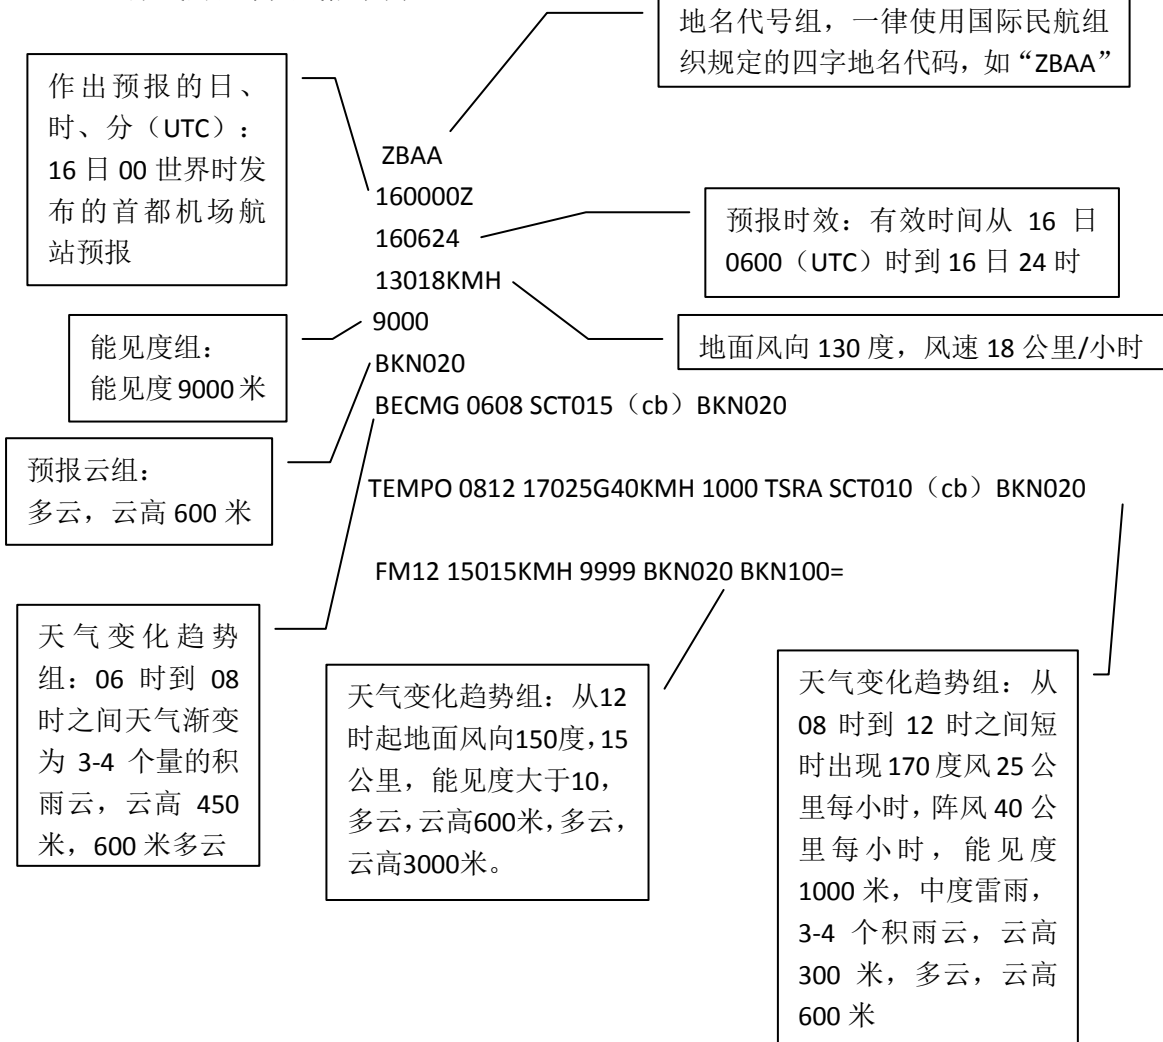 地名代号组，一律使用国际民航组
织规定的四字地名代码，如“ZBAA”
作出预报的日、
时、分（UTC）：
16 日 00 世界时发
布的首都机场航
站预报
ZBAA
160000Z
160624
13018KMH
9000
BKN020
BECMG 0608 SCT015（cb）BKN020
TEMPO 0812 17025G40KMH 1000 TSRA SCT010（cb）BKN020
FM12 15015KMH 9999 BKN020 BKN100=
预报时效：有效时间从 16 日
0600（UTC）时到 16 日 24 时
地面风向 130 度，风速 18 公里/小时
能见度组：
能见度 9000 米
预报云组：
多云，云高 600 米
天气变化趋势
组：06 时到 08
时之间天气渐变
为 3-4 个量的积
雨云，云高 450
米，600 米多云
天气变化趋势组：从12
时起地面风向150度，15
公里，能见度大于10，
多云，云高600米，多云，
云高3000米。
天气变化趋势组：从
08 时到 12 时之间短
时出现 170 度风 25 公
里每小时，阵风 40 公
里每小时，能见度
1000 米，中度雷雨，
3-4 个积雨云，云高
300 米，多云，云高
600 米